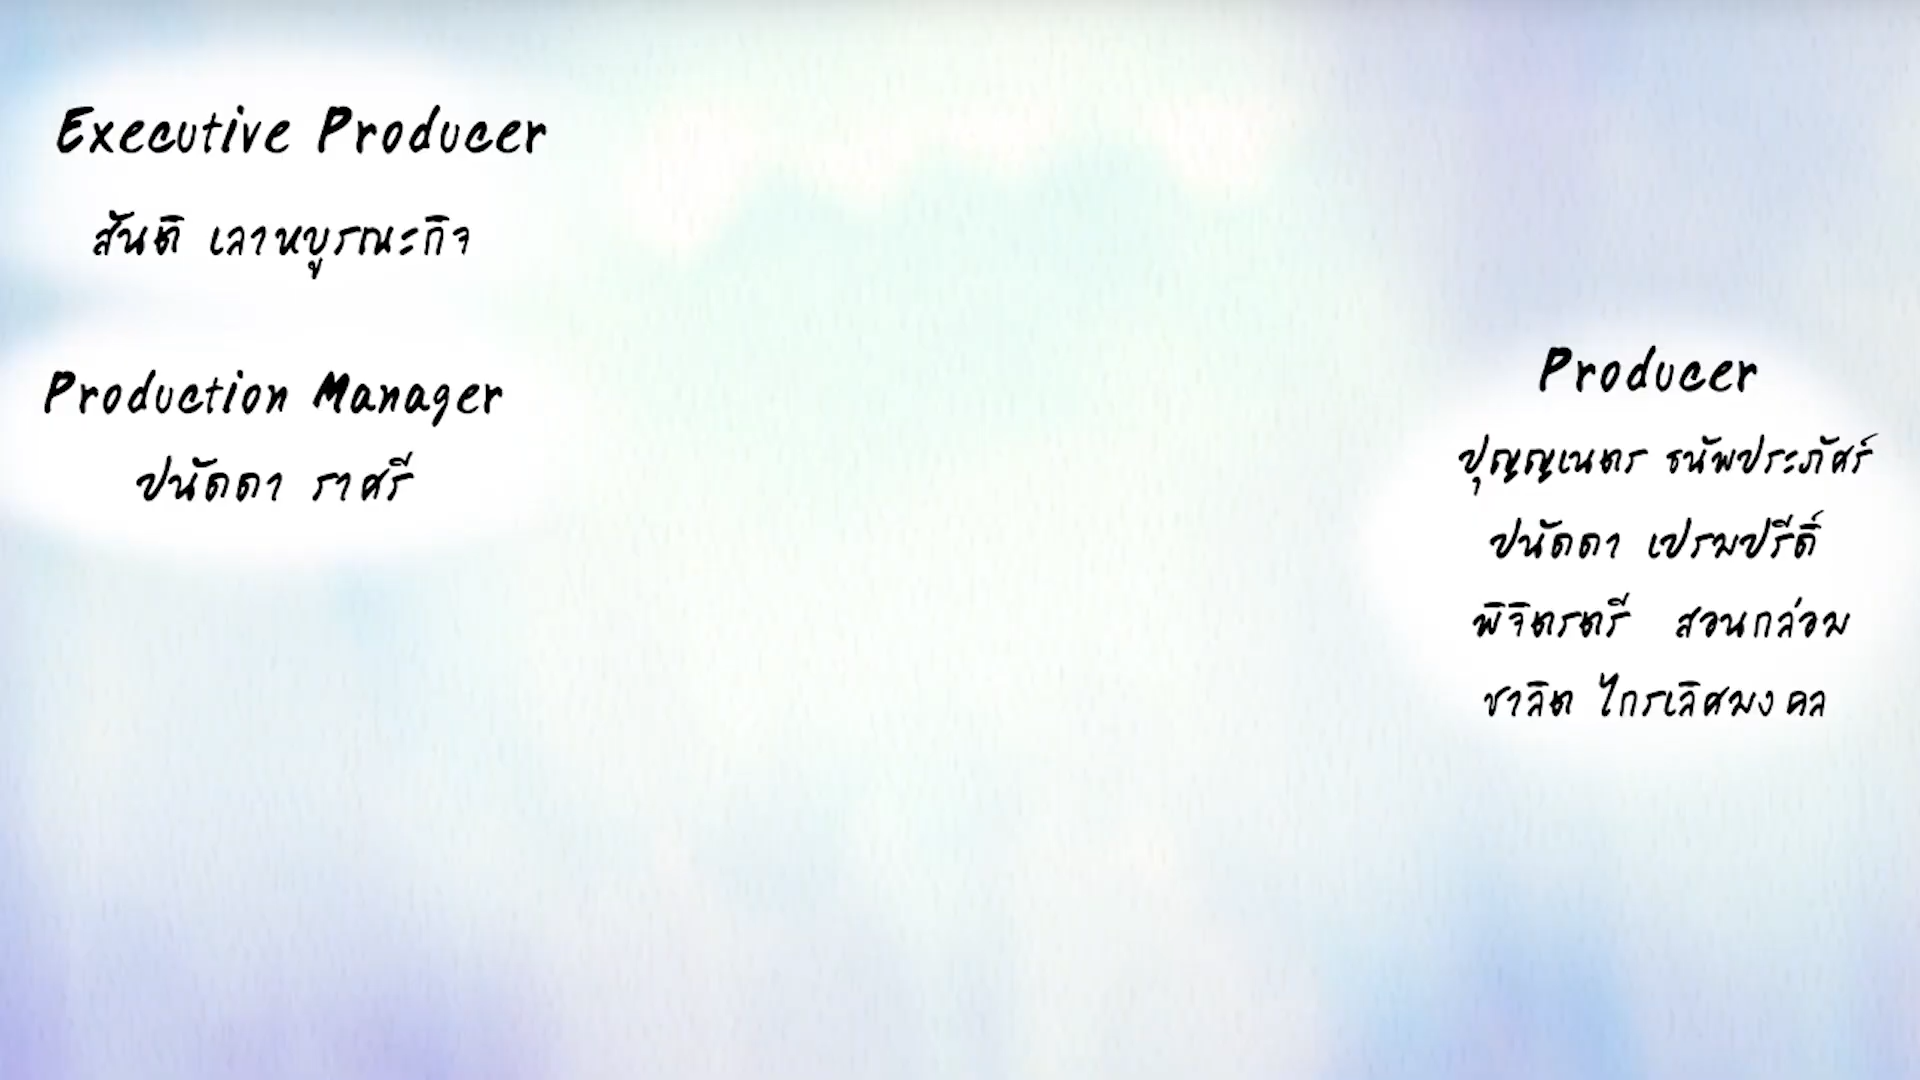 Executive Producer
สันติ เลาหบูรณะกิจ
Production Manager
ปนัดดา ราศรี
Producer
ปุญญเนตร ธนัพประภัศร์
ปนัดดา เปรมปรีดิ์
พิจิตรตรี สอนกล่อม
ชาลิต ไกรเลิศมงคล